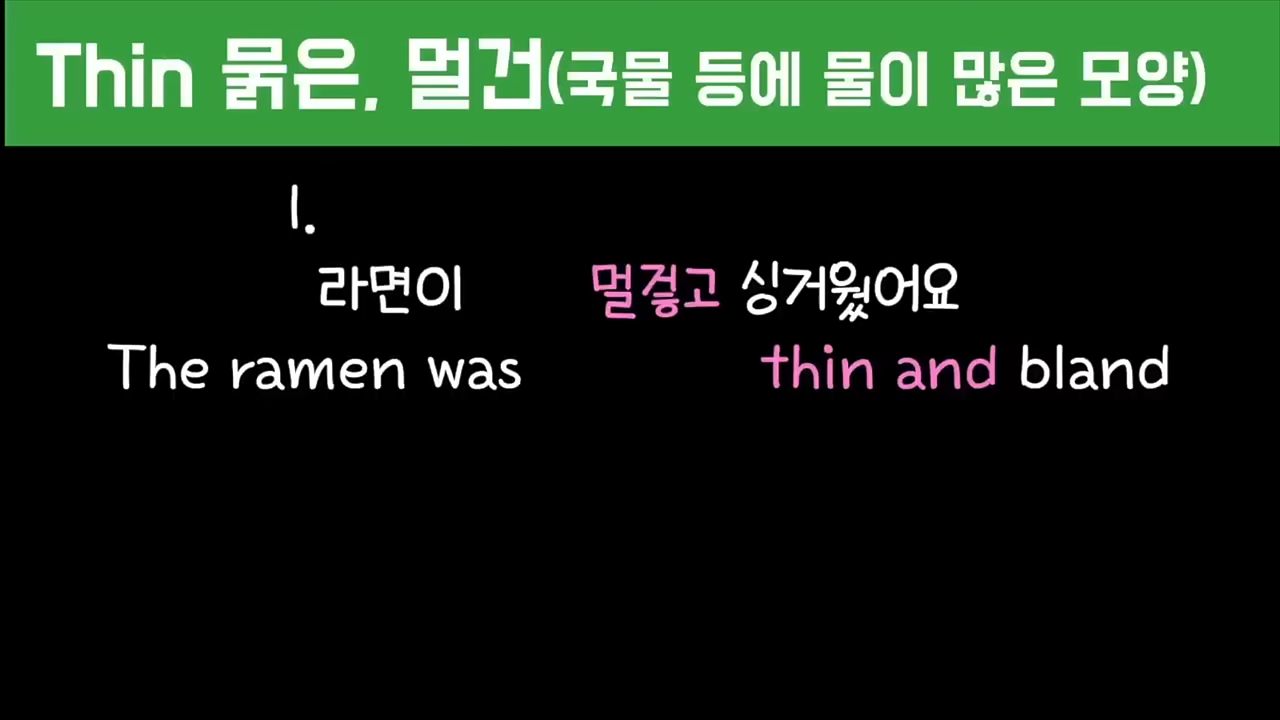 Thin 묽은, 멀건(국물 등에 물이 많은 모양)
1.
라면이 멀겋고 싱거웠어요
The ramen was thin and bland